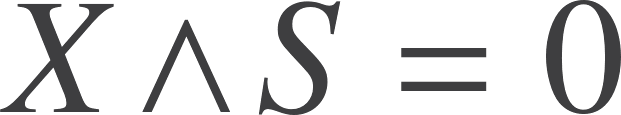 X ∧ S = 0